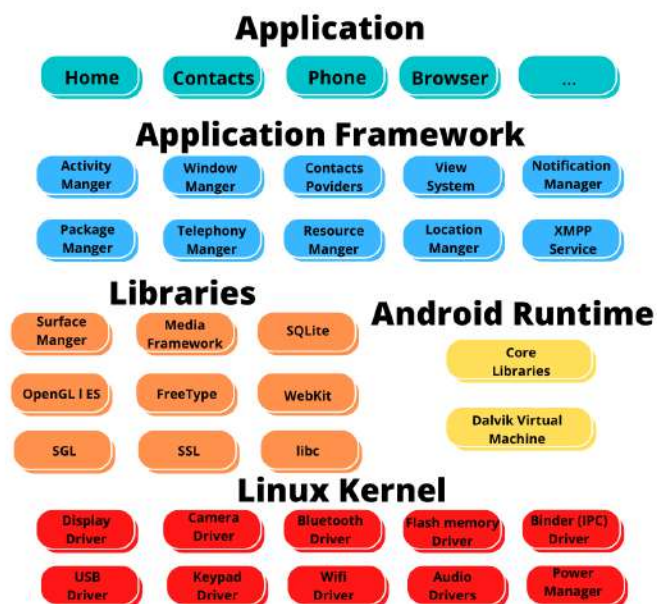 Application
Home
Contacts
Phone
Browser
...
Application Framework
Activity
Manger
Window
Manger
Contacts
Poviders
View
System
Notification
Manager
Package
Manger
Telephony
Manger
Resource
Manger
Location
Manger
XMPP
Service
Libraries
Surface
Manger
Media
Framework
SQLite
OpenGL l ES
FreeType
WebKit
SGL
SSL
libc
Android Runtime
Core
Libraries
Dalvik Virtual
Machine
Linux Kernel
Display
Driver
Camera
Driver
Bluetooth
Driver
Flash memory
Driver
Binder (IPC)
Driver
USB
Driver
Keypad
Driver
Wifi
Driver
Audio
Drivers
Power
Manager